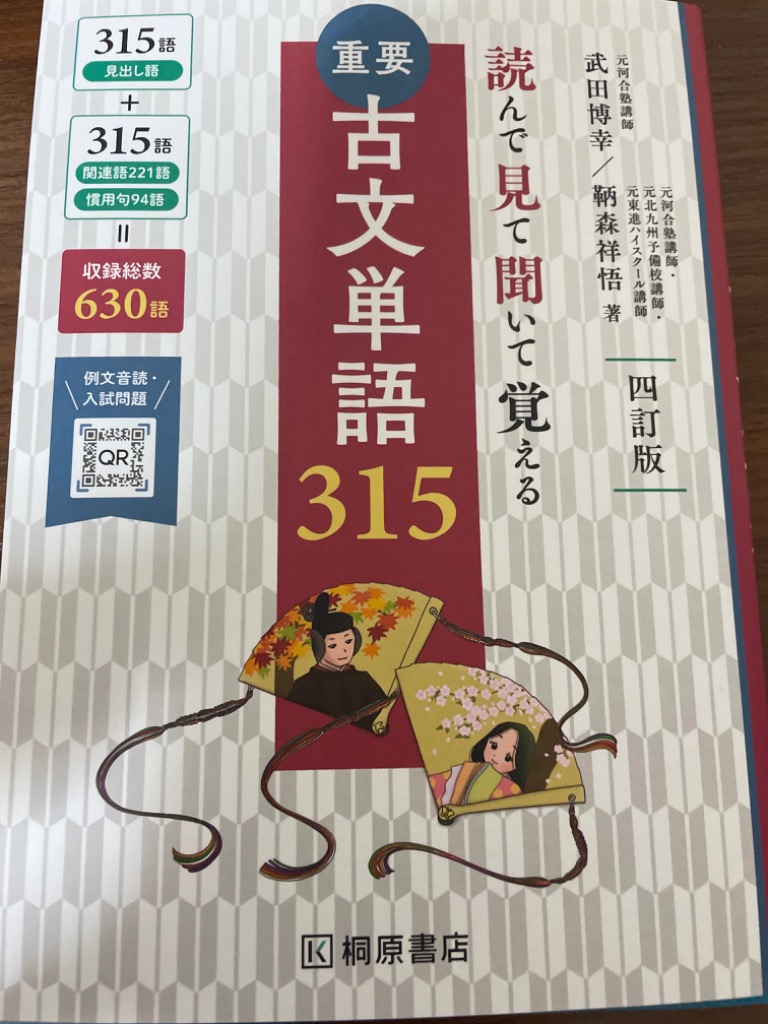 元河合塾講師
武田博幸／鞆森祥悟 著
元河合塾講師・
元北九州予備校講師・
元東進ハイスクール講師
四訂版
読んで見て聞いて覚える
重要
古文単語
315
315語
見出し語
+
315語
関連語221語
慣用句94語
=
収録総数
630語
例文音読・
入試問題
QR
K 桐原書店